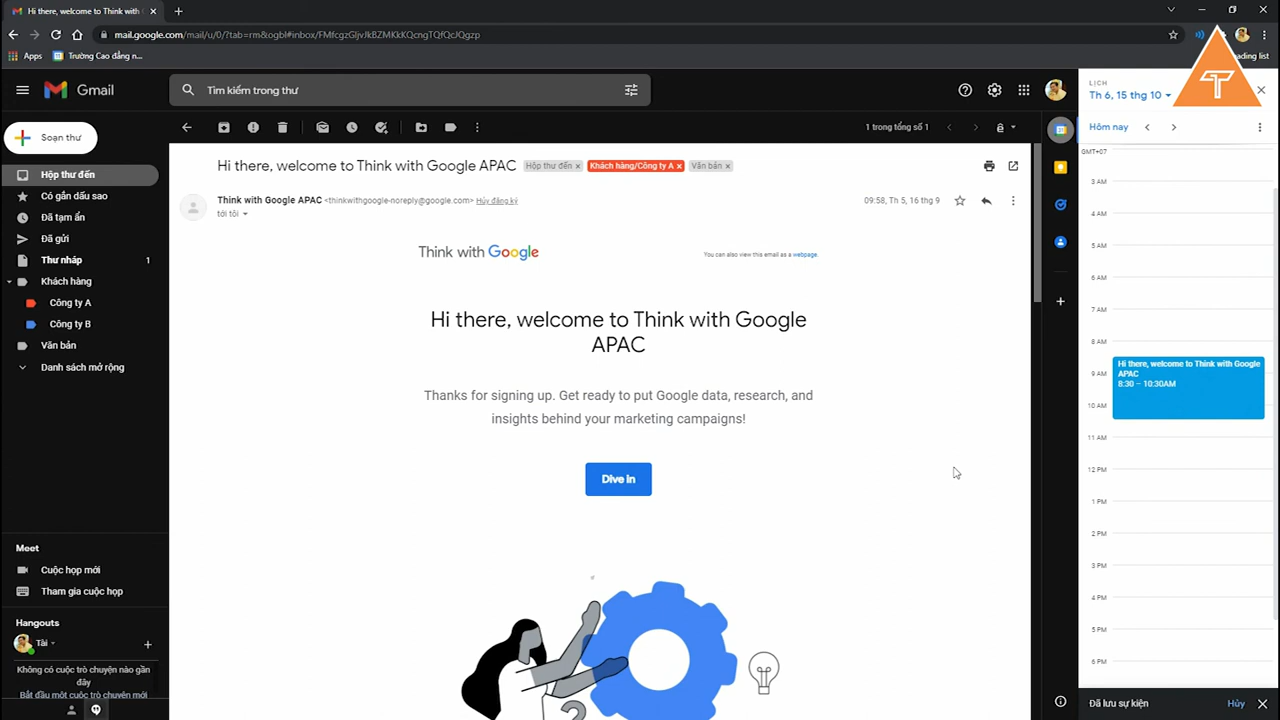 Hi there, welcome to Think with
mail.google.com/mail/u/0/?tab=rm&ogbl#inbox/FMfcgzGljvJkBZMKkKQcngTQfQcJQgzp
Apps
Trường Cao đẳng n...
ading list
Gmail
Tìm kiếm trong thư
LỊCH
Th 6, 15 thg 10
T
Soạn thư
1 trong tổng số 1
Hôm nay
Hộp thư đến
Có gắn dấu sao
Đã tạm ẩn
Đã gửi
Thư nháp 1
Khách hàng
Công ty A
Công ty B
Văn bản
Danh sách mở rộng
Meet
Cuộc họp mới
Tham gia cuộc họp
Hangouts
Tài
Không có cuộc trò chuyện nào gần
đây
Bắt đầu một cuộc trò chuyện mới
Hi there, welcome to Think with Google APAC
Hộp thư đến x
Khách hàng/Công ty A x
Văn bản x
Think with Google APAC <thinkwithgoogle-noreply@google.com> Hủy đăng ký
09:58, Th 5, 16 thg 9
tới tôi
Think with Google
You can also view this email as a webpage.
Hi there, welcome to Think with Google
APAC
Thanks for signing up. Get ready to put Google data, research, and
insights behind your marketing campaigns!
Dive in
2
GMT+07
3 AM
4 AM
5 AM
6 AM
7 AM
8 AM
Hi there, welcome to Think with Google
APAC
8:30 – 10:30AM
9 AM
10 AM
11 AM
12 PM
1 PM
2 PM
3 PM
4 PM
5 PM
6 PM
Đã lưu sự kiện
Hủy